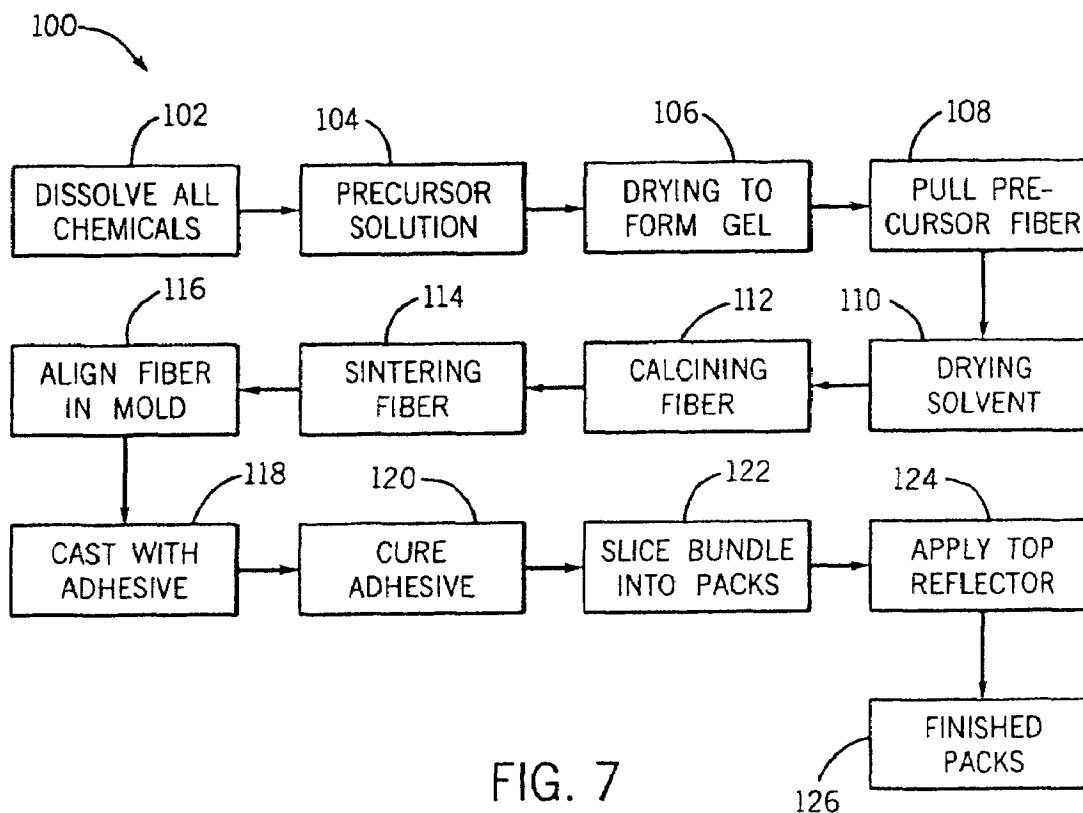 100
102
DISSOLVE ALL
CHEMICALS
104
PRECURSOR
SOLUTION
106
DRYING TO
FORM GEL
108
PULL PRE-
CURSOR FIBER
110
DRYING
SOLVENT
112
CALCINING
FIBER
114
SINTERING
FIBER
116
ALIGN FIBER
IN MOLD
118
CAST WITH
ADHESIVE
120
CURE
ADHESIVE
122
SLICE BUNDLE
INTO PACKS
124
APPLY TOP
REFLECTOR
FINISHED
PACKS
126
FIG. 7